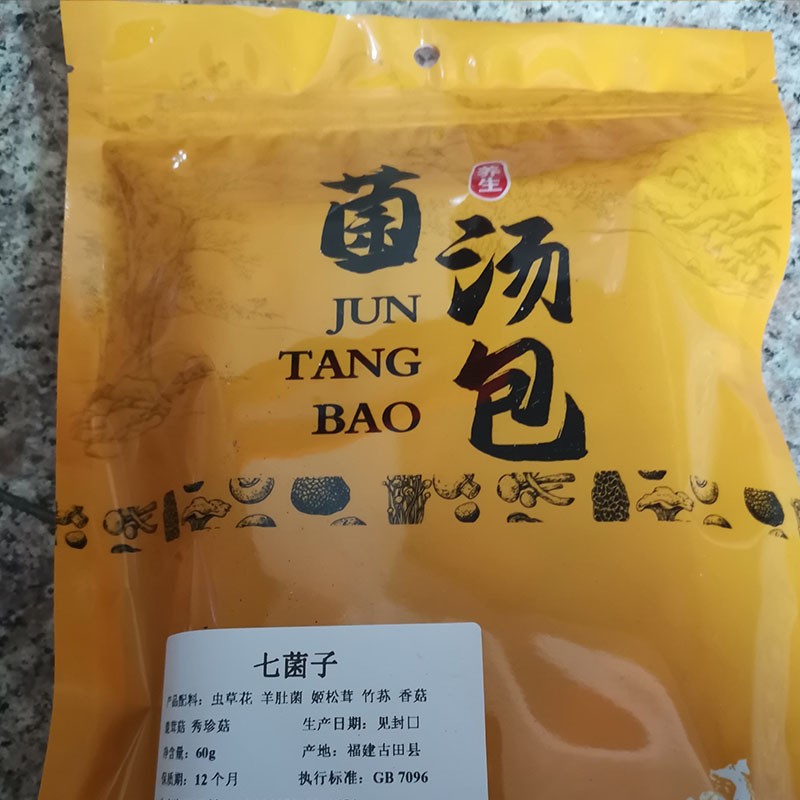 养生
菌汤包
JUN
TANG
BAO
七菌子
产品配料：虫草花 羊肚菌 姬松茸 竹荪 香菇
鹿茸菇 秀珍菇
生产日期：见封口
净含量：60g
产地：福建古田县
保质期：12个月
执行标准：GB 7096